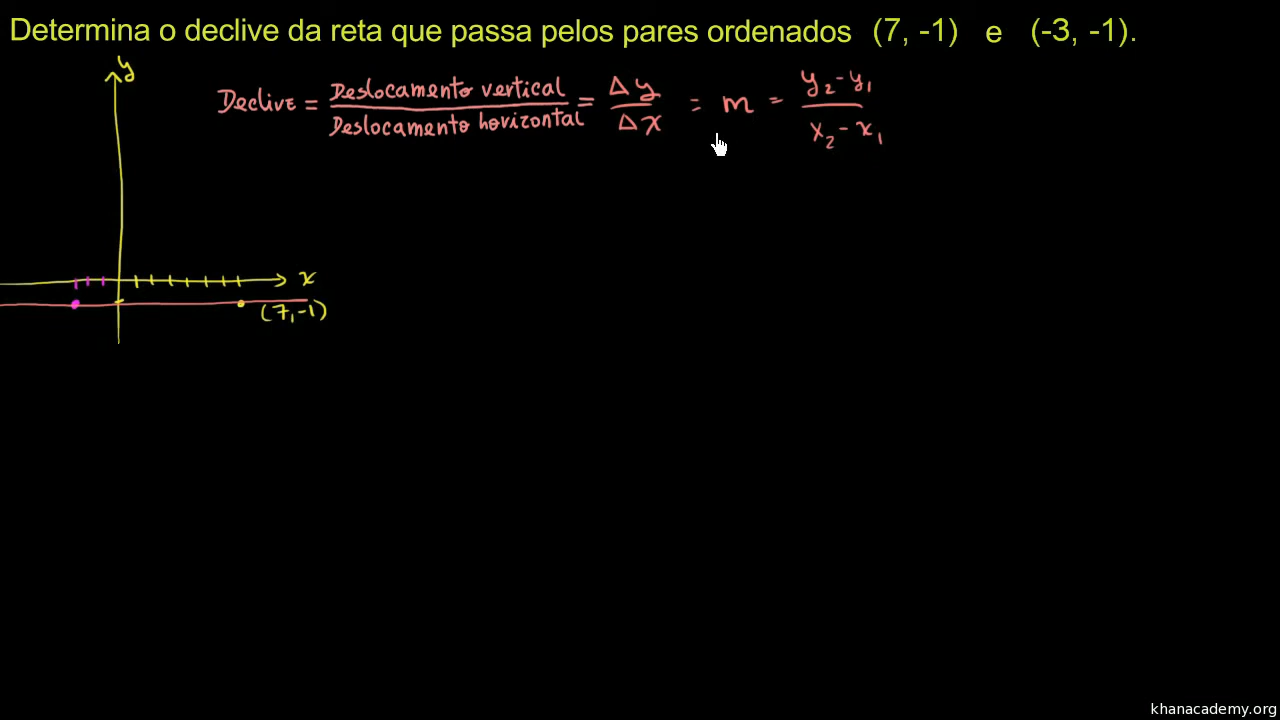 Determina o declive da reta que passa pelos pares ordenados (7, -1) e (-3, -1).
y
Declive = Deslocamento vertical / Deslocamento horizontal = Δy / Δx = m = y₂-y₁ / x₂-x₁
x
(7,-1)
khanacademy.org